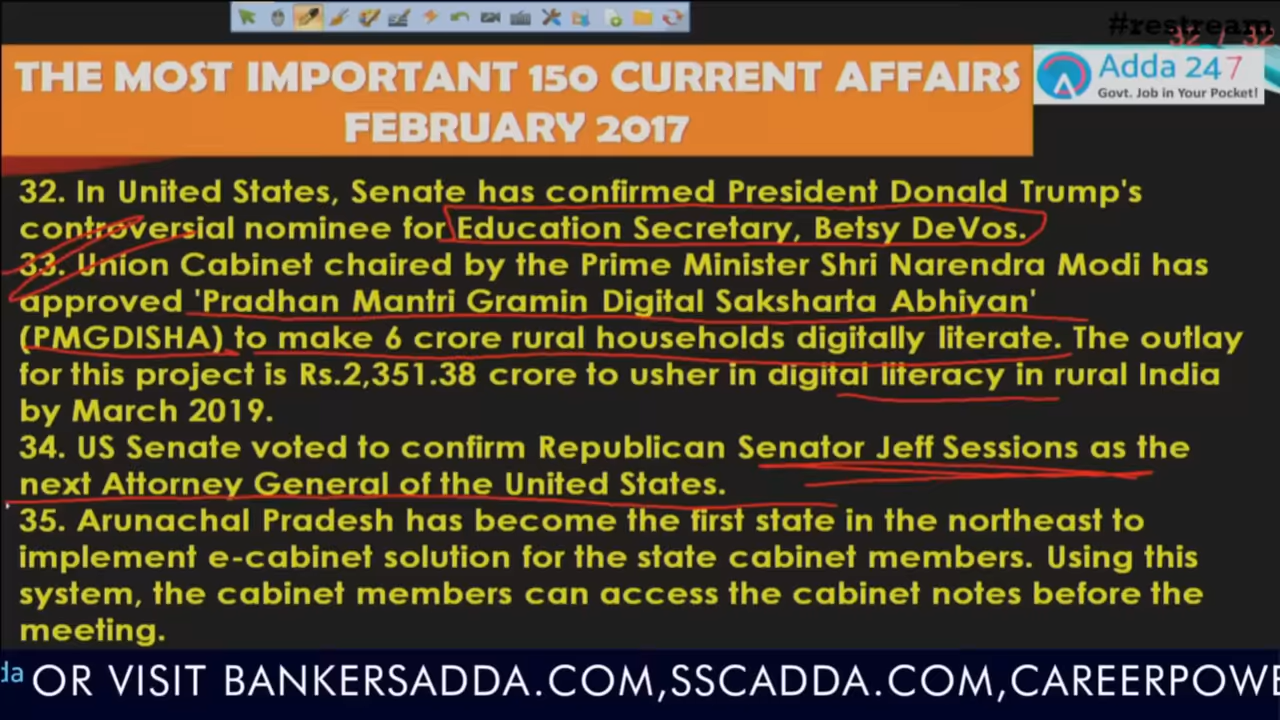 #restream
32 / 32
THE MOST IMPORTANT 150 CURRENT AFFAIRS
FEBRUARY 2017
Adda 247
Govt. Job in Your Pocket!
32. In United States, Senate has confirmed President Donald Trump's
controversial nominee for Education Secretary, Betsy DeVos.
33. Union Cabinet chaired by the Prime Minister Shri Narendra Modi has
approved 'Pradhan Mantri Gramin Digital Saksharta Abhiyan'
(PMGDISHA) to make 6 crore rural households digitally literate. The outlay
for this project is Rs.2,351.38 crore to usher in digital literacy in rural India
by March 2019.
34. US Senate voted to confirm Republican Senator Jeff Sessions as the
next Attorney General of the United States.
35. Arunachal Pradesh has become the first state in the northeast to
implement e-cabinet solution for the state cabinet members. Using this
system, the cabinet members can access the cabinet notes before the
meeting.
da OR VISIT BANKERSADDA.COM,SSCADDA.COM,CAREERPOWE